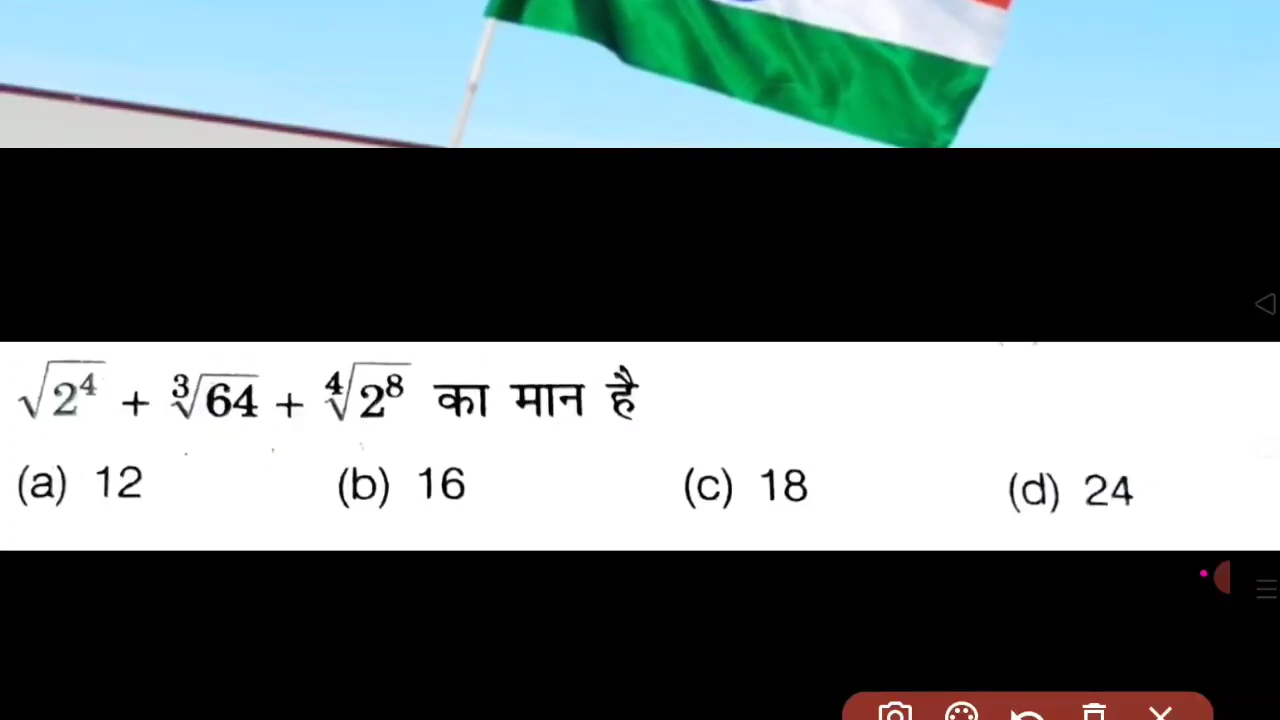 √2⁴ + ∛64 + ∜2⁸ का मान है
(a) 12 (b) 16 (c) 18 (d) 24